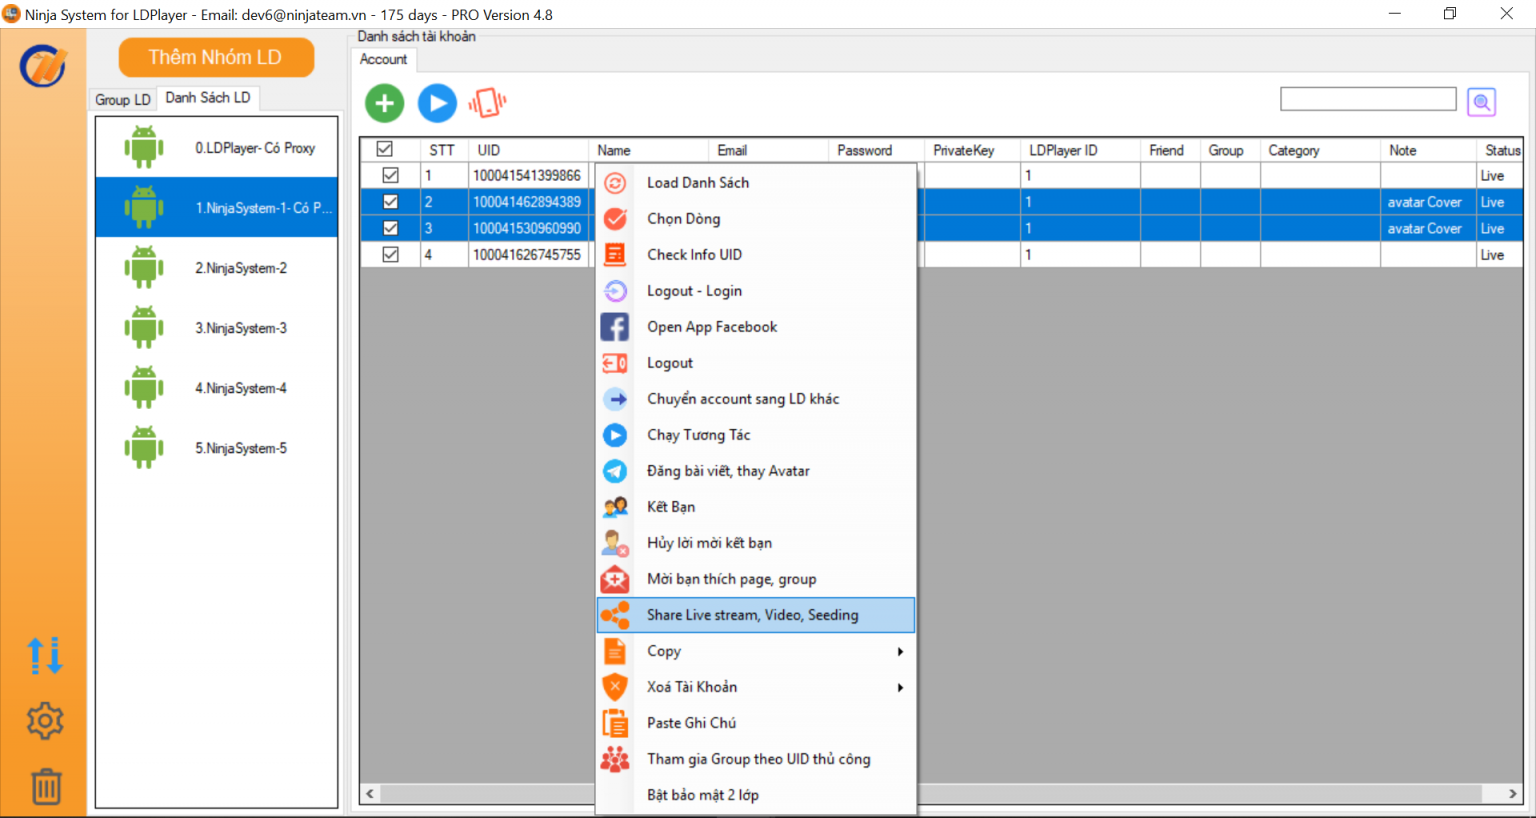 Ninja System for LDPlayer - Email: dev6@ninjateam.vn - 175 days - PRO Version 4.8
Thêm Nhóm LD
Group LD
Danh Sách LD
0.LDPlayer- Có Proxy
1.NinjaSystem-1- Có P...
2.NinjaSystem-2
3.NinjaSystem-3
4.NinjaSystem-4
5.NinjaSystem-5
Danh sách tài khoản
Account
STT UID Name Email Password PrivateKey LDPlayer ID Friend Group Category Note Status
1 100041541399866 1 Live
2 100041462894389 1 avatar Cover Live
3 100041530960990 1 avatar Cover Live
4 100041626745755 1 Live
Load Danh Sách
Chọn Dòng
Check Info UID
Logout - Login
Open App Facebook
Logout
Chuyển account sang LD khác
Chạy Tương Tác
Đăng bài viết, thay Avatar
Kết Bạn
Hủy lời mời kết bạn
Mời bạn thích page, group
Share Live stream, Video, Seeding
Copy
Xoá Tài Khoản
Paste Ghi Chú
Tham gia Group theo UID thủ công
Bật bảo mật 2 lớp